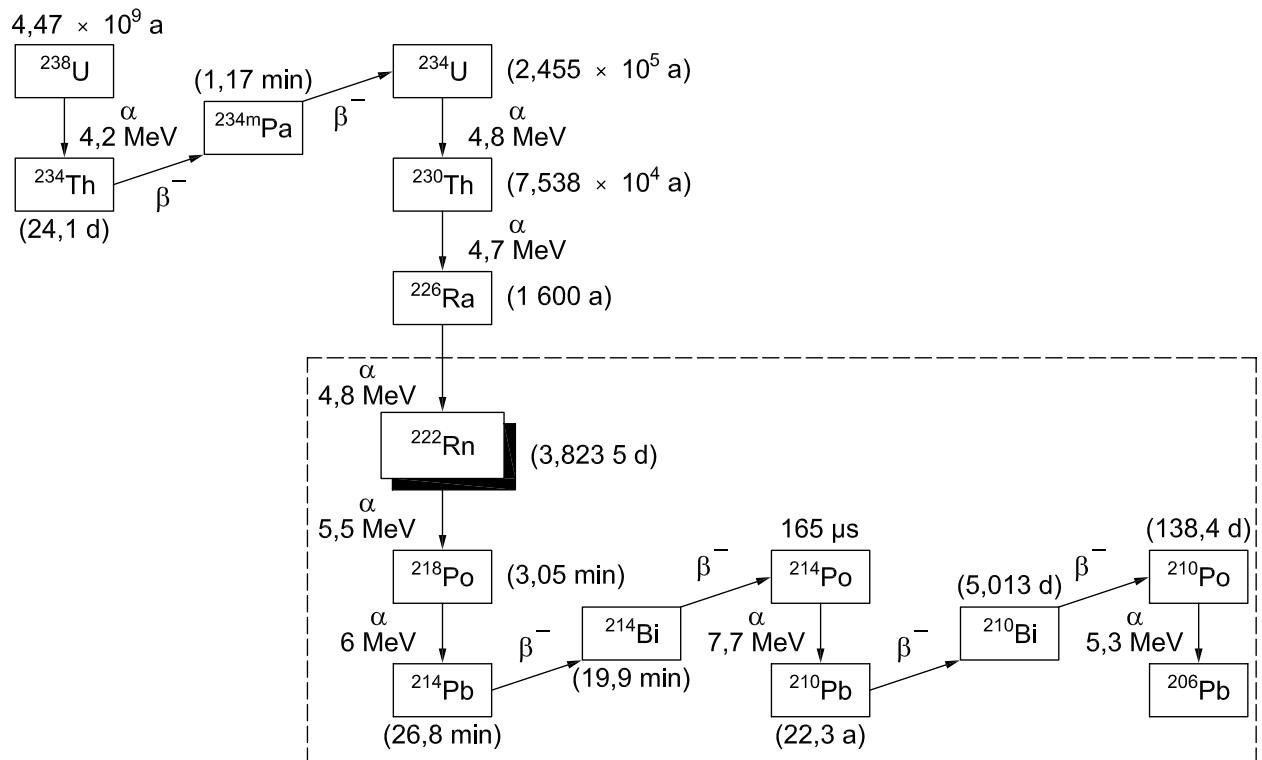 4,47 × 10⁹ a
²³⁸U
α
4,2 MeV
²³⁴Th
(24,1 d)
β⁻
(1,17 min)
²³⁴ᵐPa
β⁻
²³⁴U
(2,455 × 10⁵ a)
α
4,8 MeV
²³⁰Th
(7,538 × 10⁴ a)
α
4,7 MeV
²²⁶Ra
(1 600 a)
α
4,8 MeV
²²²Rn
(3,823 5 d)
α
5,5 MeV
²¹⁸Po
(3,05 min)
α
6 MeV
²¹⁴Pb
(26,8 min)
β⁻
²¹⁴Bi
(19,9 min)
β⁻
165 µs
²¹⁴Po
α
7,7 MeV
²¹⁰Pb
(22,3 a)
β⁻
(5,013 d)
²¹⁰Bi
β⁻
(138,4 d)
²¹⁰Po
α
5,3 MeV
²⁰⁶Pb